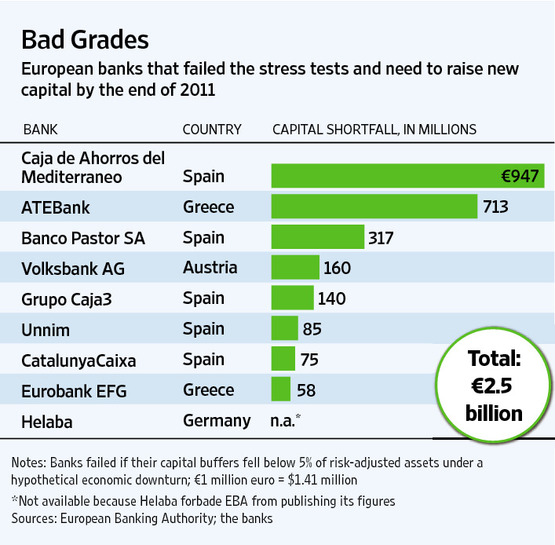 Bad Grades
European banks that failed the stress tests and need to raise new
capital by the end of 2011
BANK COUNTRY CAPITAL SHORTFALL, IN MILLIONS
Caja de Ahorros del
Mediterraneo Spain €947
ATEBank Greece 713
Banco Pastor SA Spain 317
Volksbank AG Austria 160
Grupo Caja3 Spain 140
Unnim Spain 85
CatalunyaCaixa Spain 75
Eurobank EFG Greece 58
Helaba Germany n.a.*
Total:
€2.5
billion
Notes: Banks failed if their capital buffers fell below 5% of risk-adjusted assets under a
hypothetical economic downturn; €1 million euro = $1.41 million
*Not available because Helaba forbade EBA from publishing its figures
Sources: European Banking Authority; the banks